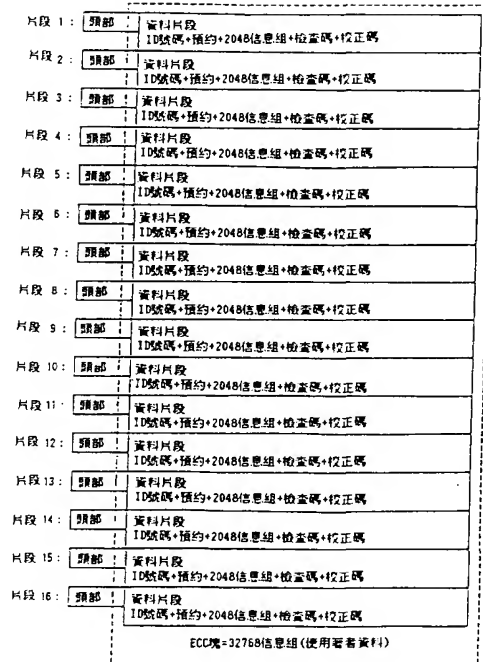 片段 1： 頭部 資料片段
ID號碼+預約+2048信息組+檢查碼+校正碼
片段 2： 頭部 資料片段
ID號碼+預約+2048信息組+檢查碼+校正碼
片段 3： 頭部 資料片段
ID號碼+預約+2048信息組+檢查碼+校正碼
片段 4： 頭部 資料片段
ID號碼+預約+2048信息組+檢查碼+校正碼
片段 5： 頭部 資料片段
ID號碼+預約+2048信息組+檢查碼+校正碼
片段 6： 頭部 資料片段
ID號碼+預約+2048信息組+檢查碼+校正碼
片段 7： 頭部 資料片段
ID號碼+預約+2048信息組+檢查碼+校正碼
片段 8： 頭部 資料片段
ID號碼+預約+2048信息組+檢查碼+校正碼
片段 9： 頭部 資料片段
ID號碼+預約+2048信息組+檢查碼+校正碼
片段 10： 頭部 資料片段
ID號碼+預約+2048信息組+檢查碼+校正碼
片段 11： 頭部 資料片段
ID號碼+預約+2048信息組+檢查碼+校正碼
片段 12： 頭部 資料片段
ID號碼+預約+2048信息組+檢查碼+校正碼
片段 13： 頭部 資料片段
ID號碼+預約+2048信息組+檢查碼+校正碼
片段 14： 頭部 資料片段
ID號碼+預約+2048信息組+檢查碼+校正碼
片段 15： 頭部 資料片段
ID號碼+預約+2048信息組+檢查碼+校正碼
片段 16： 頭部 資料片段
ID號碼+預約+2048信息組+檢查碼+校正碼
ECC塊=32768信息組(使用著者資料)